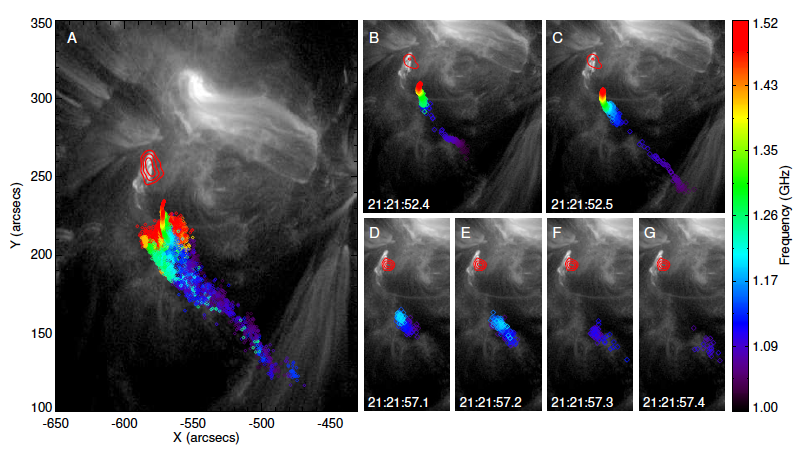 A
B
C
D
E
F
G
350
300
250
200
150
100
-650
-600
-550
-500
-450
X (arcsecs)
Y (arcsecs)
21:21:52.4
21:21:52.5
21:21:57.1
21:21:57.2
21:21:57.3
21:21:57.4
1.52
1.43
1.35
1.26
1.17
1.09
1.00
Frequency (GHz)